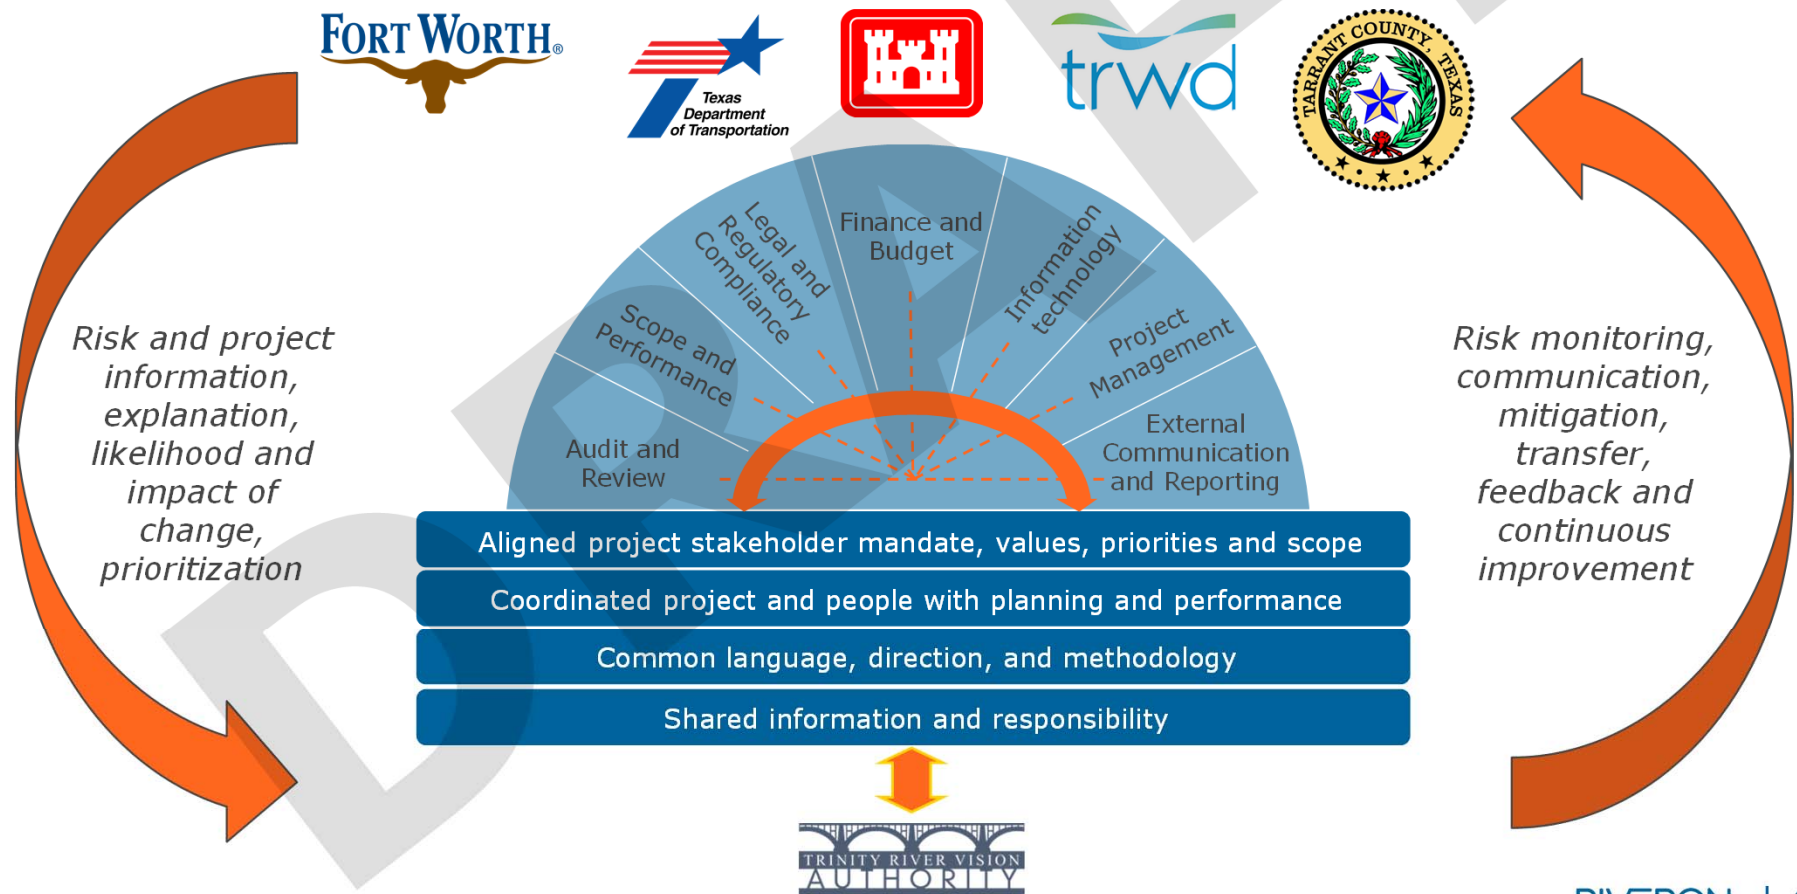 FORT WORTH®
Texas
Department
of Transportation
trwd
TARRANT COUNTY, TEXAS
DRAFT
Finance and
Budget
Legal and
Regulatory
Compliance
Information
technology
Scope and
Performance
Project
Management
Audit and
Review
External
Communication
and Reporting
Risk and project
information,
explanation,
likelihood and
impact of
change,
prioritization
Risk monitoring,
communication,
mitigation,
transfer,
feedback and
continuous
improvement
Aligned project stakeholder mandate, values, priorities and scope
Coordinated project and people with planning and performance
Common language, direction, and methodology
Shared information and responsibility
TRINITY RIVER VISION
AUTHORITY
RIVERON